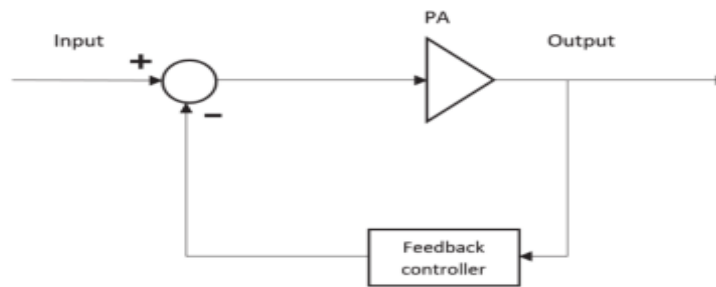 PA
Input
Output
+
−
Feedback
controller